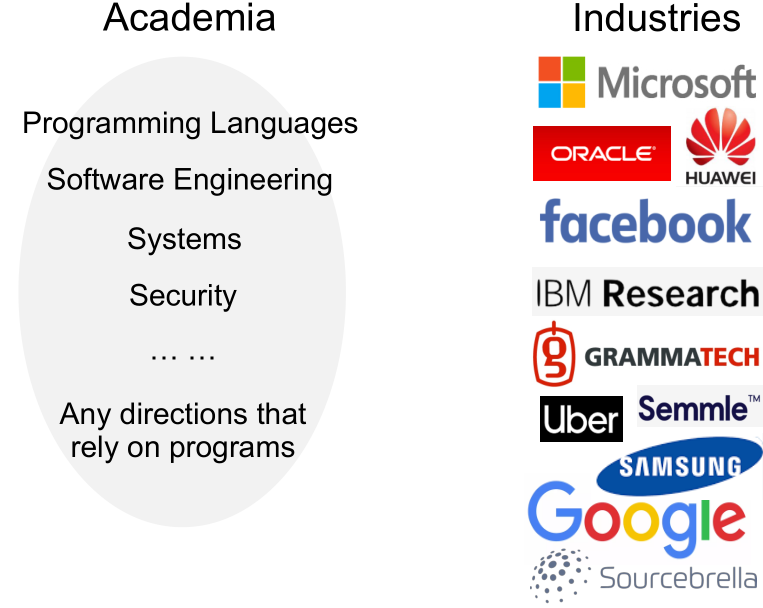 Academia
Programming Languages
Software Engineering
Systems
Security
... ...
Any directions that
rely on programs
Industries
Microsoft
ORACLE
HUAWEI
facebook
IBM Research
GRAMMATECH
Uber
Semmle™
SAMSUNG
Google
Sourcebrella